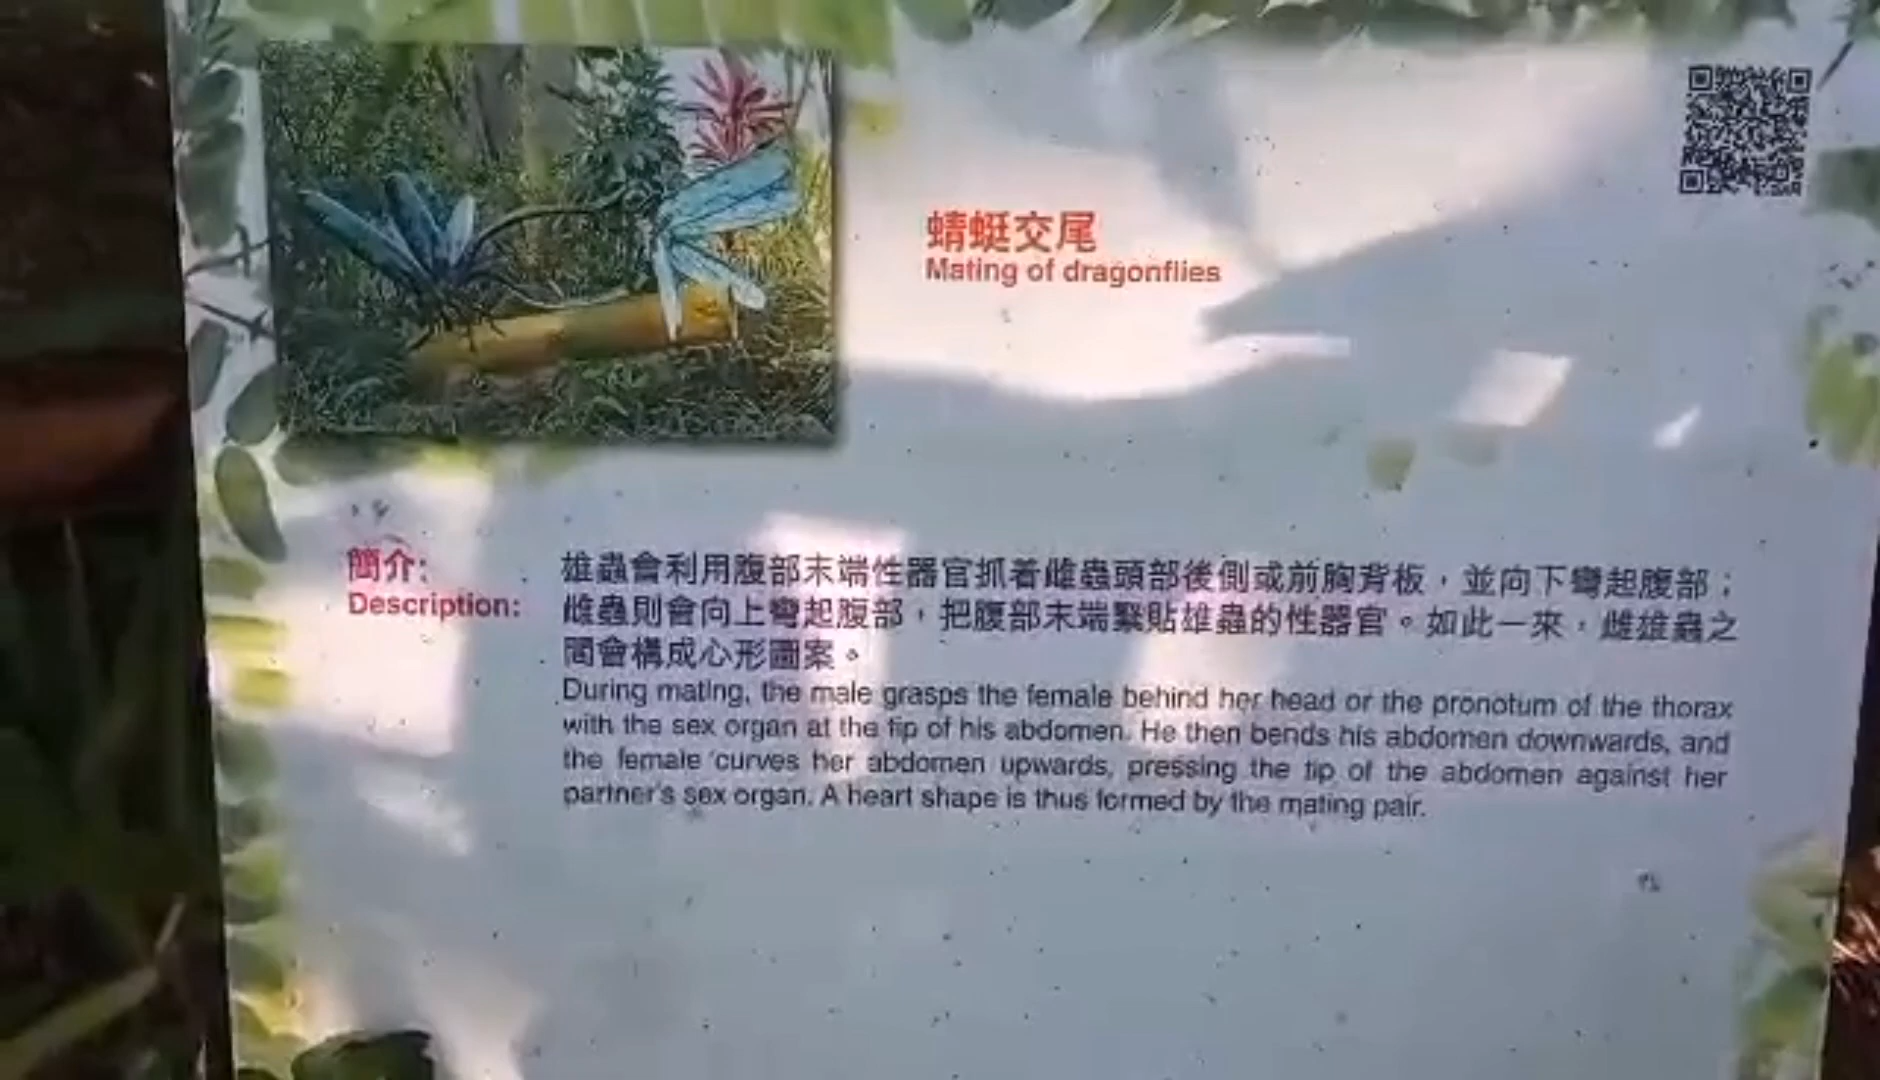 蜻蜓交尾
Mating of dragonflies
簡介:
Description:
雄蟲會利用腹部末端性器官抓着雌蟲頭部後側或前胸背板，並向下彎起腹部；
雌蟲則會向上彎起腹部，把腹部末端緊貼雄蟲的性器官。如此一來，雌雄蟲之
間會構成心形圖案。
During mating, the male grasps the female behind her head or the pronotum of the thorax
with the sex organ at the tip of his abdomen. He then bends his abdomen downwards, and
the female curves her abdomen upwards, pressing the tip of the abdomen against her
partner's sex organ. A heart shape is thus formed by the mating pair.